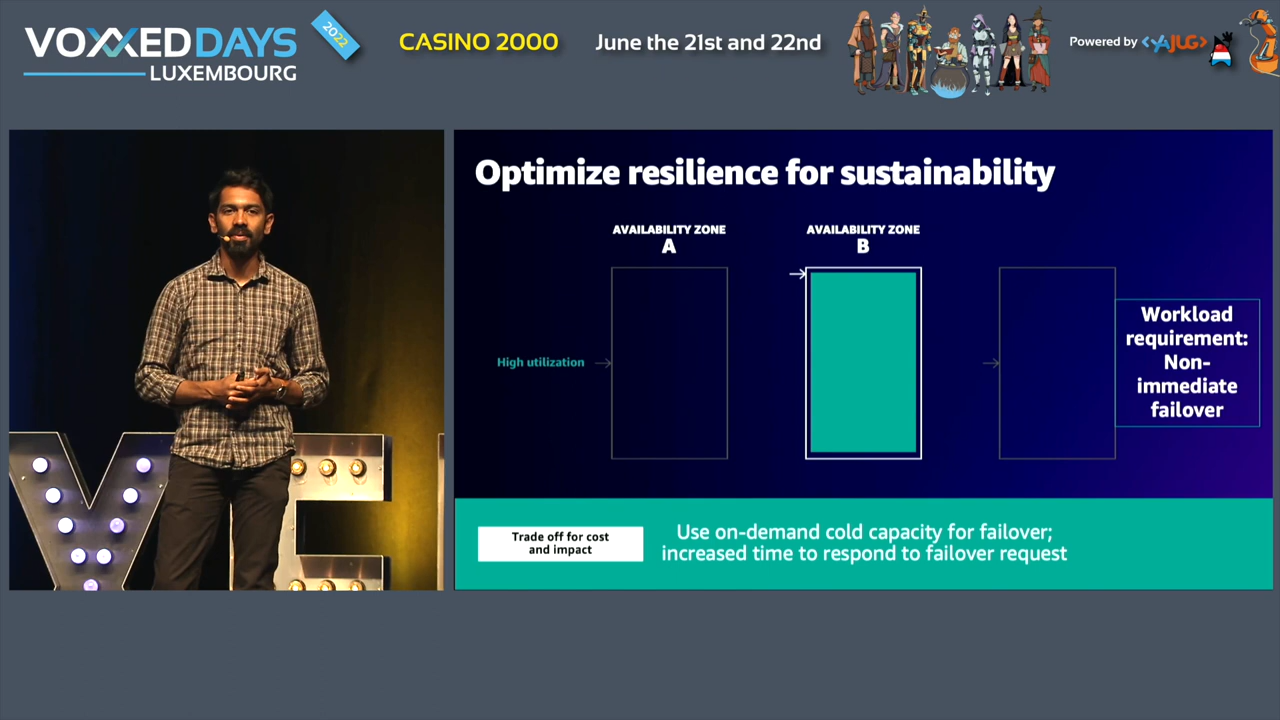 VOXXEDDAYS
LUXEMBOURG
2022
CASINO 2000
June the 21st and 22nd
Powered by <YAJUG>
Optimize resilience for sustainability
AVAILABILITY ZONE
A
AVAILABILITY ZONE
B
High utilization
Workload
requirement:
Non-
immediate
failover
Trade off for cost
and impact
Use on-demand cold capacity for failover;
increased time to respond to failover request
V E